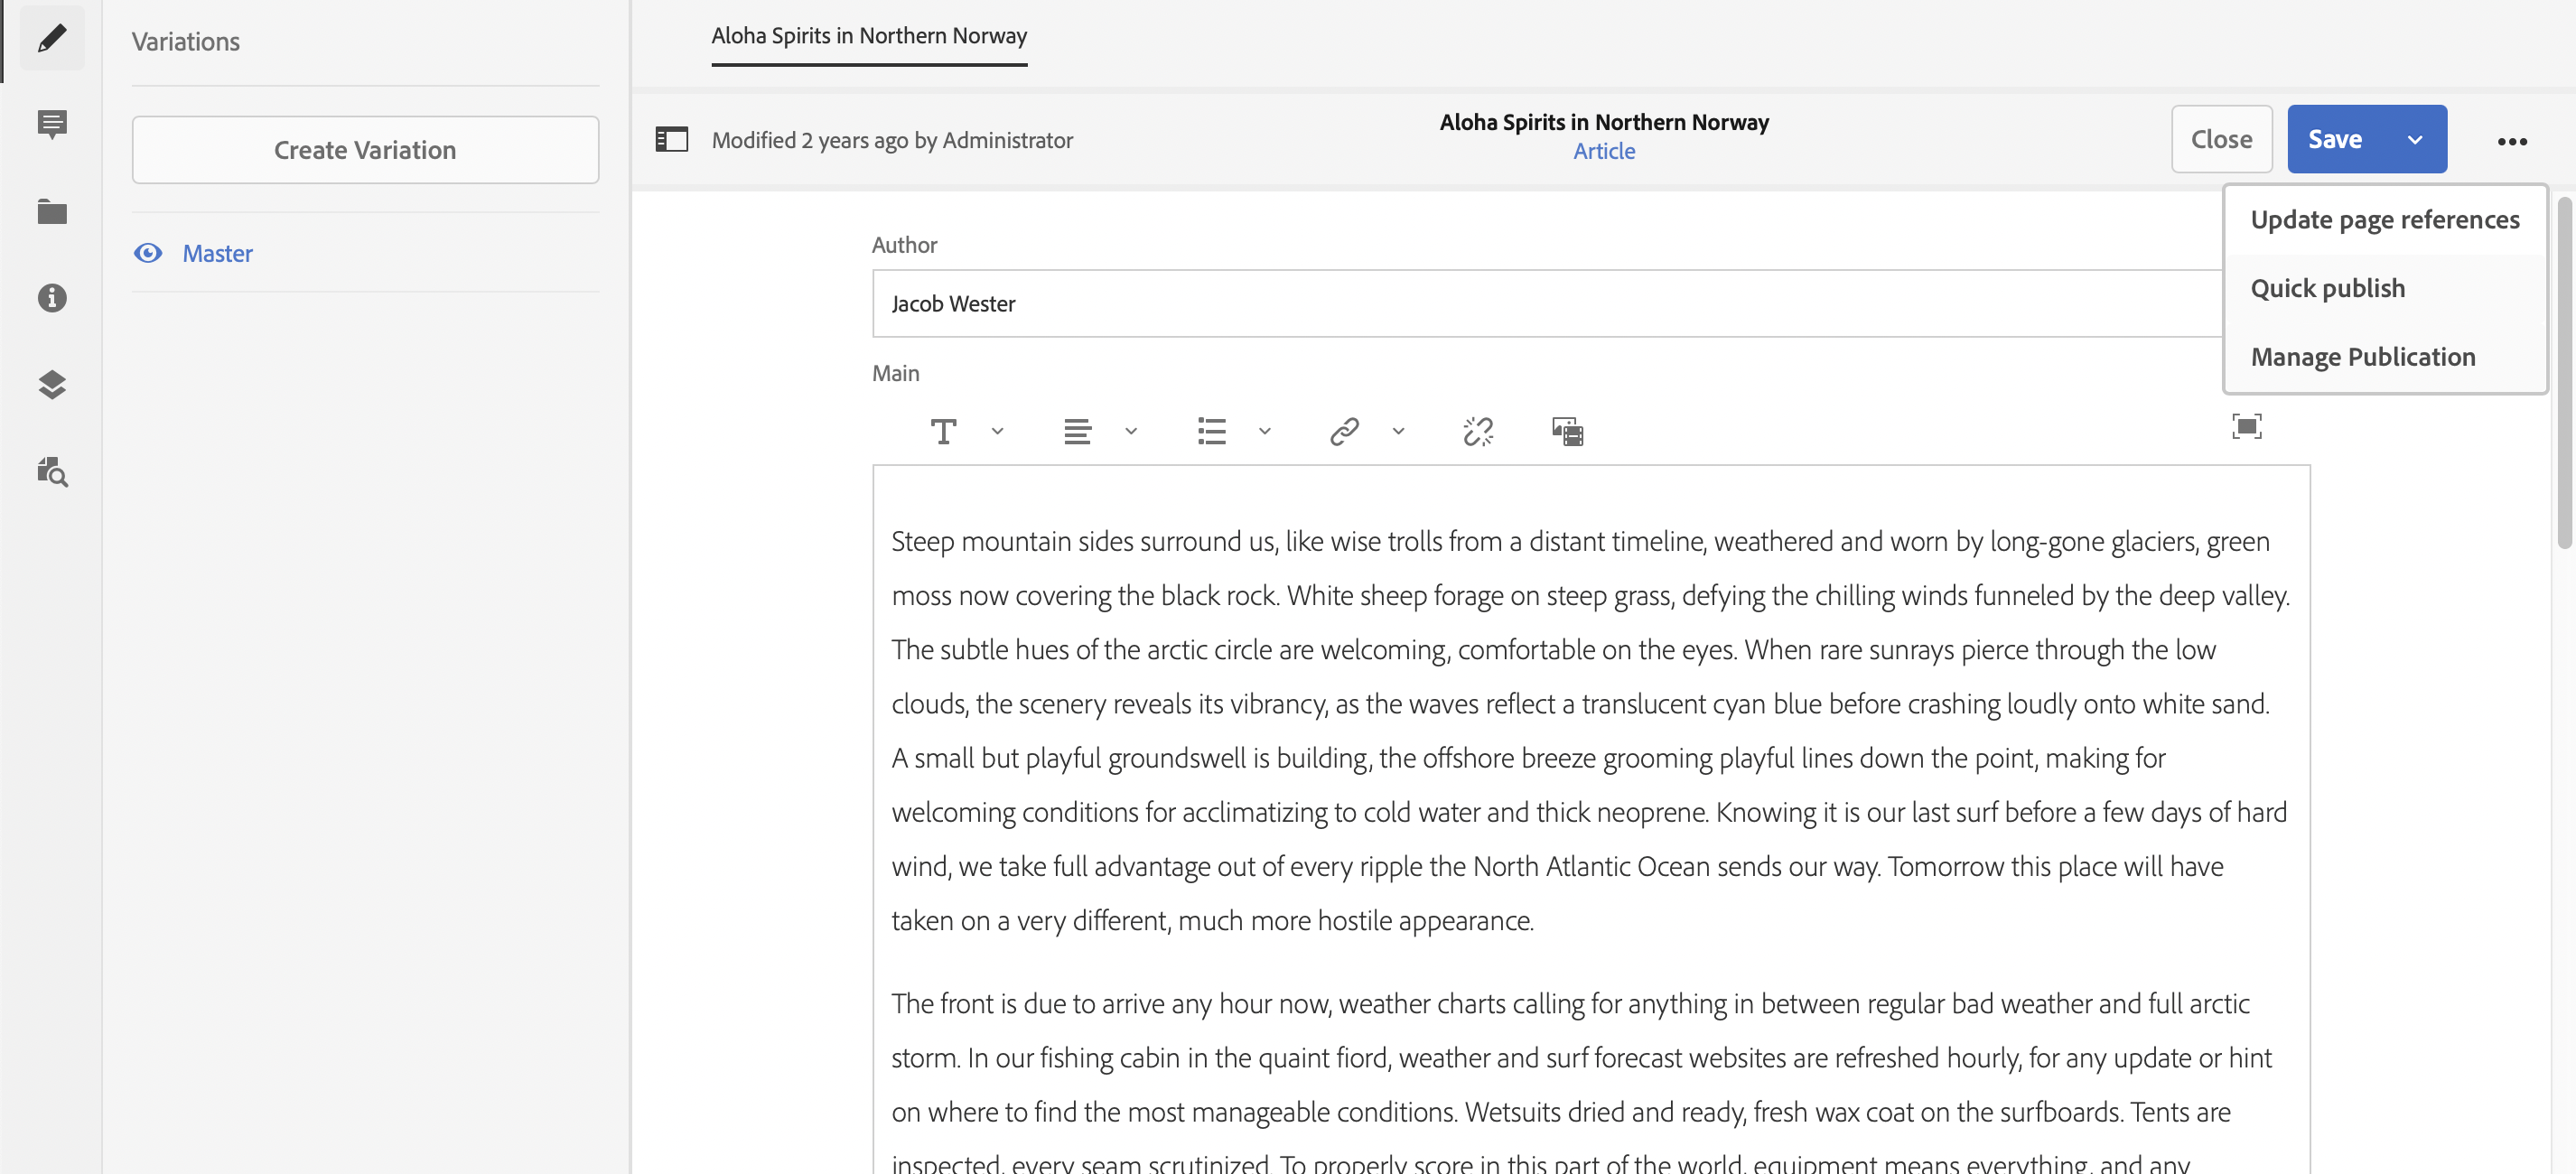 Variations
Create Variation
Master
Aloha Spirits in Northern Norway
Modified 2 years ago by Administrator
Aloha Spirits in Northern Norway
Article
Close
Save
Update page references
Quick publish
Manage Publication
Author
Jacob Wester
Main
Steep mountain sides surround us, like wise trolls from a distant timeline, weathered and worn by long-gone glaciers, green
moss now covering the black rock. White sheep forage on steep grass, defying the chilling winds funneled by the deep valley.
The subtle hues of the arctic circle are welcoming, comfortable on the eyes. When rare sunrays pierce through the low
clouds, the scenery reveals its vibrancy, as the waves reflect a translucent cyan blue before crashing loudly onto white sand.
A small but playful groundswell is building, the offshore breeze grooming playful lines down the point, making for
welcoming conditions for acclimatizing to cold water and thick neoprene. Knowing it is our last surf before a few days of hard
wind, we take full advantage out of every ripple the North Atlantic Ocean sends our way. Tomorrow this place will have
taken on a very different, much more hostile appearance.
The front is due to arrive any hour now, weather charts calling for anything in between regular bad weather and full arctic
storm. In our fishing cabin in the quaint fiord, weather and surf forecast websites are refreshed hourly, for any update or hint
on where to find the most manageable conditions. Wetsuits dried and ready, fresh wax coat on the surfboards. Tents are
inspected, every seam scrutinized. To properly score in this part of the world, equipment means everything, and any